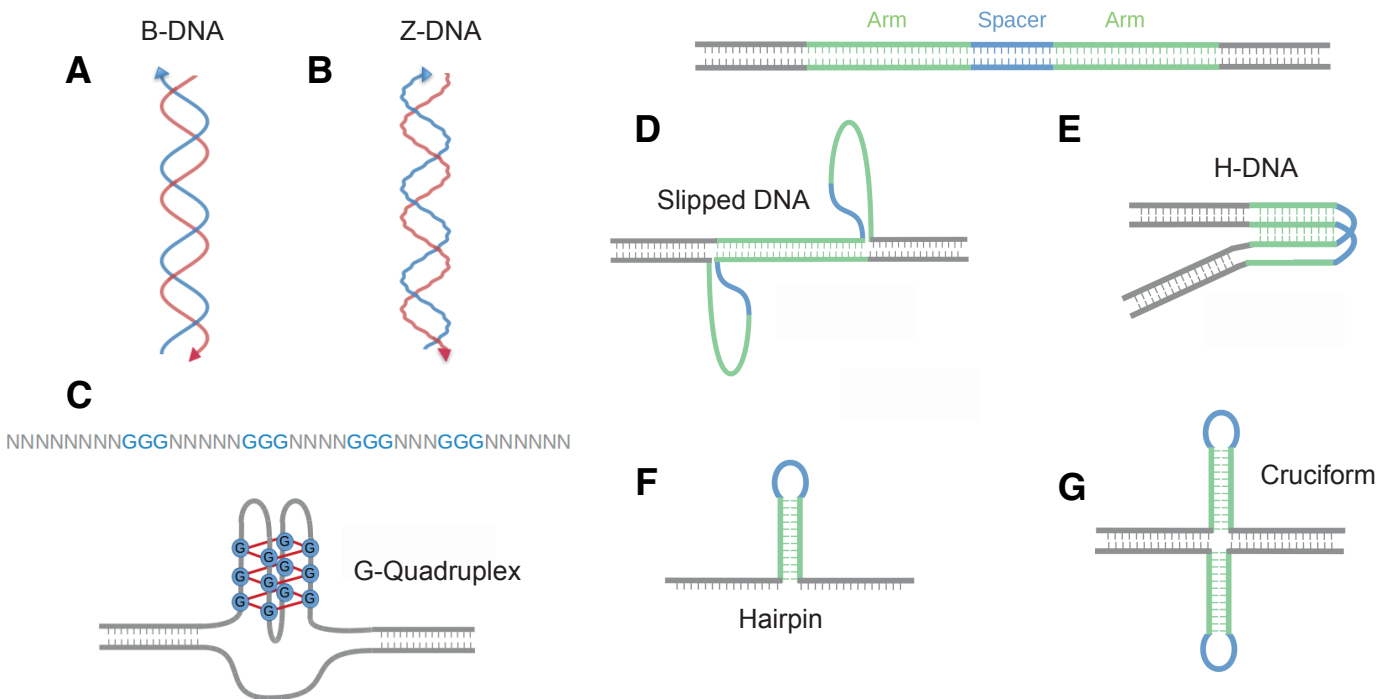 B-DNA
Z-DNA
A
B
Arm
Spacer
Arm
D
Slipped DNA
E
H-DNA
C
NNNNNNNNGGGNNNNNGGGNNNNGGGNNNGGGNNNNNN
G-Quadruplex
G G G G
G G G G
G G G G
F
Hairpin
G
Cruciform